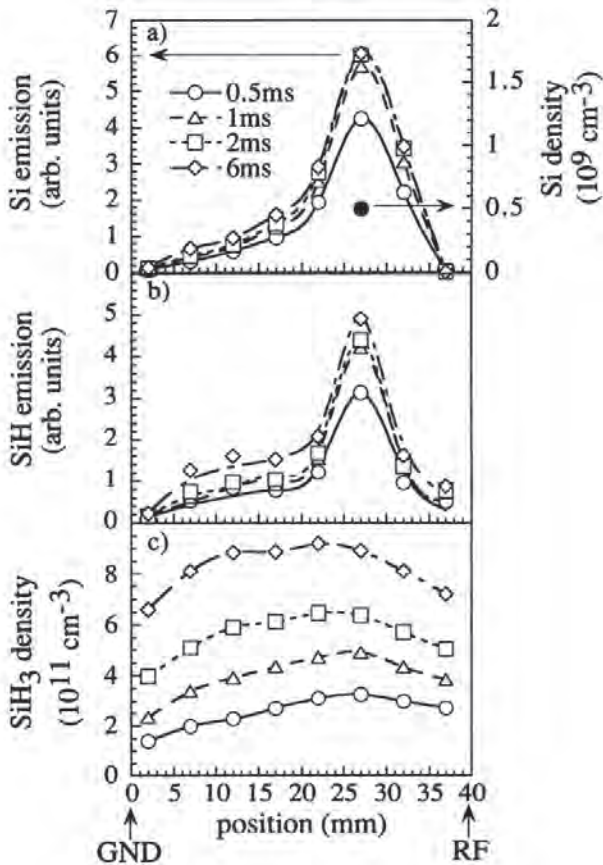 a)
Si emission
(arb. units)
6
5
4
3
2
1
0
0.5ms
1ms
2ms
6ms
2
1.5
1
0.5
0
Si density
(10⁹ cm⁻³)
b)
SiH emission
(arb. units)
5
4
3
2
1
0
c)
SiH₃ density
(10¹¹ cm⁻³)
8
6
4
2
0
0 5 10 15 20 25 30 35 40
position (mm)
GND
RF